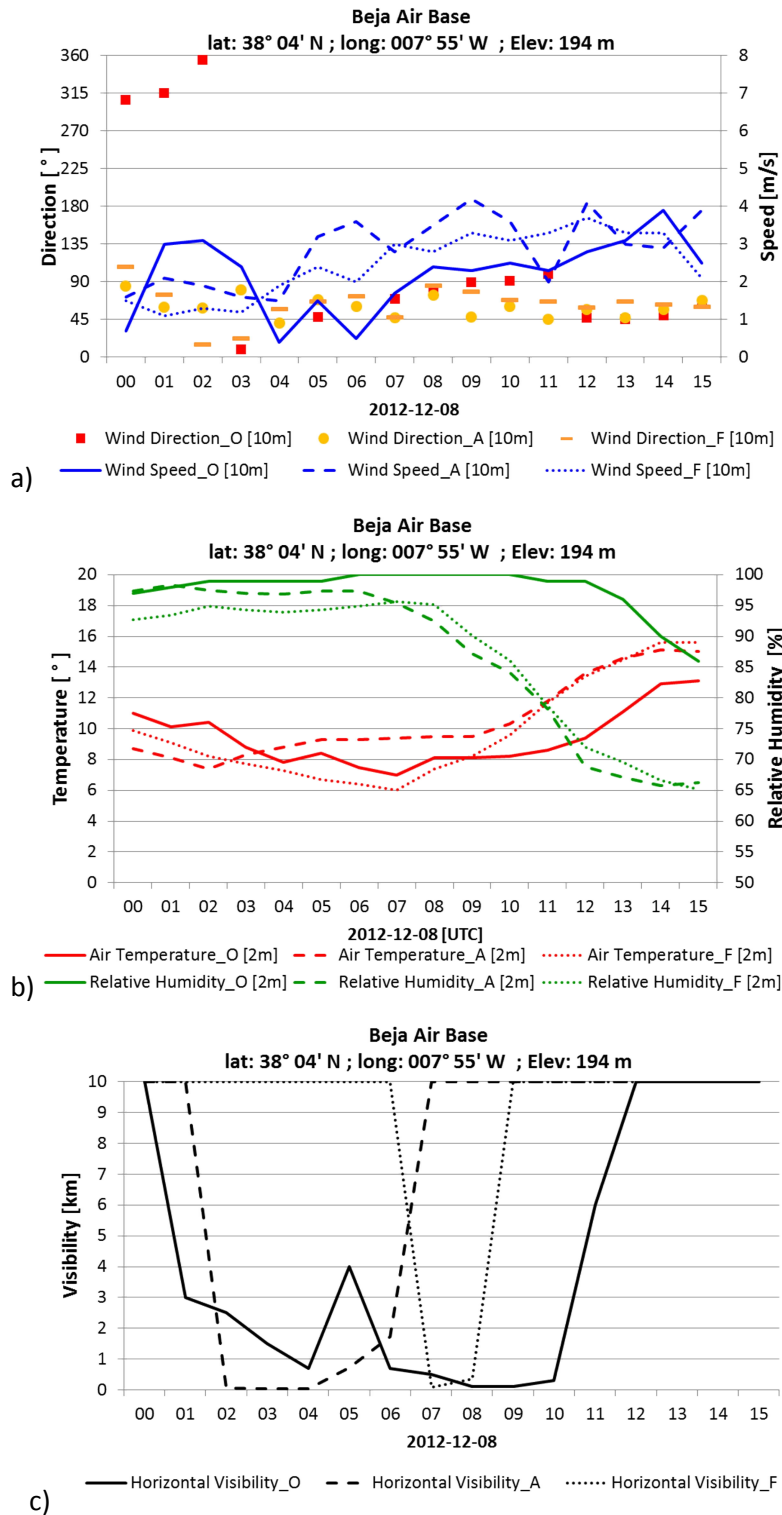 Beja Air Base
lat: 38° 04' N ; long: 007° 55' W ; Elev: 194 m
360 315 270 225 180 135 90 45 0
Direction [ ° ]
8 7 6 5 4 3 2 1 0
Speed [m/s]
00 01 02 03 04 05 06 07 08 09 10 11 12 13 14 15
2012-12-08
Wind Direction_O [10m] Wind Direction_A [10m] Wind Direction_F [10m]
Wind Speed_O [10m] Wind Speed_A [10m] Wind Speed_F [10m]
a)
Beja Air Base
lat: 38° 04' N ; long: 007° 55' W ; Elev: 194 m
20 18 16 14 12 10 8 6 4 2 0
Temperature [ ° ]
100 95 90 85 80 75 70 65 60 55 50
Relative Humidity [%]
00 01 02 03 04 05 06 07 08 09 10 11 12 13 14 15
2012-12-08 [UTC]
Air Temperature_O [2m] Air Temperature_A [2m] Air Temperature_F [2m]
Relative Humidity_O [2m] Relative Humidity_A [2m] Relative Humidity_F [2m]
b)
Beja Air Base
lat: 38° 04' N ; long: 007° 55' W ; Elev: 194 m
10 9 8 7 6 5 4 3 2 1 0
Visibility [km]
00 01 02 03 04 05 06 07 08 09 10 11 12 13 14 15
2012-12-08
Horizontal Visibility_O Horizontal Visibility_A Horizontal Visibility_F
c)